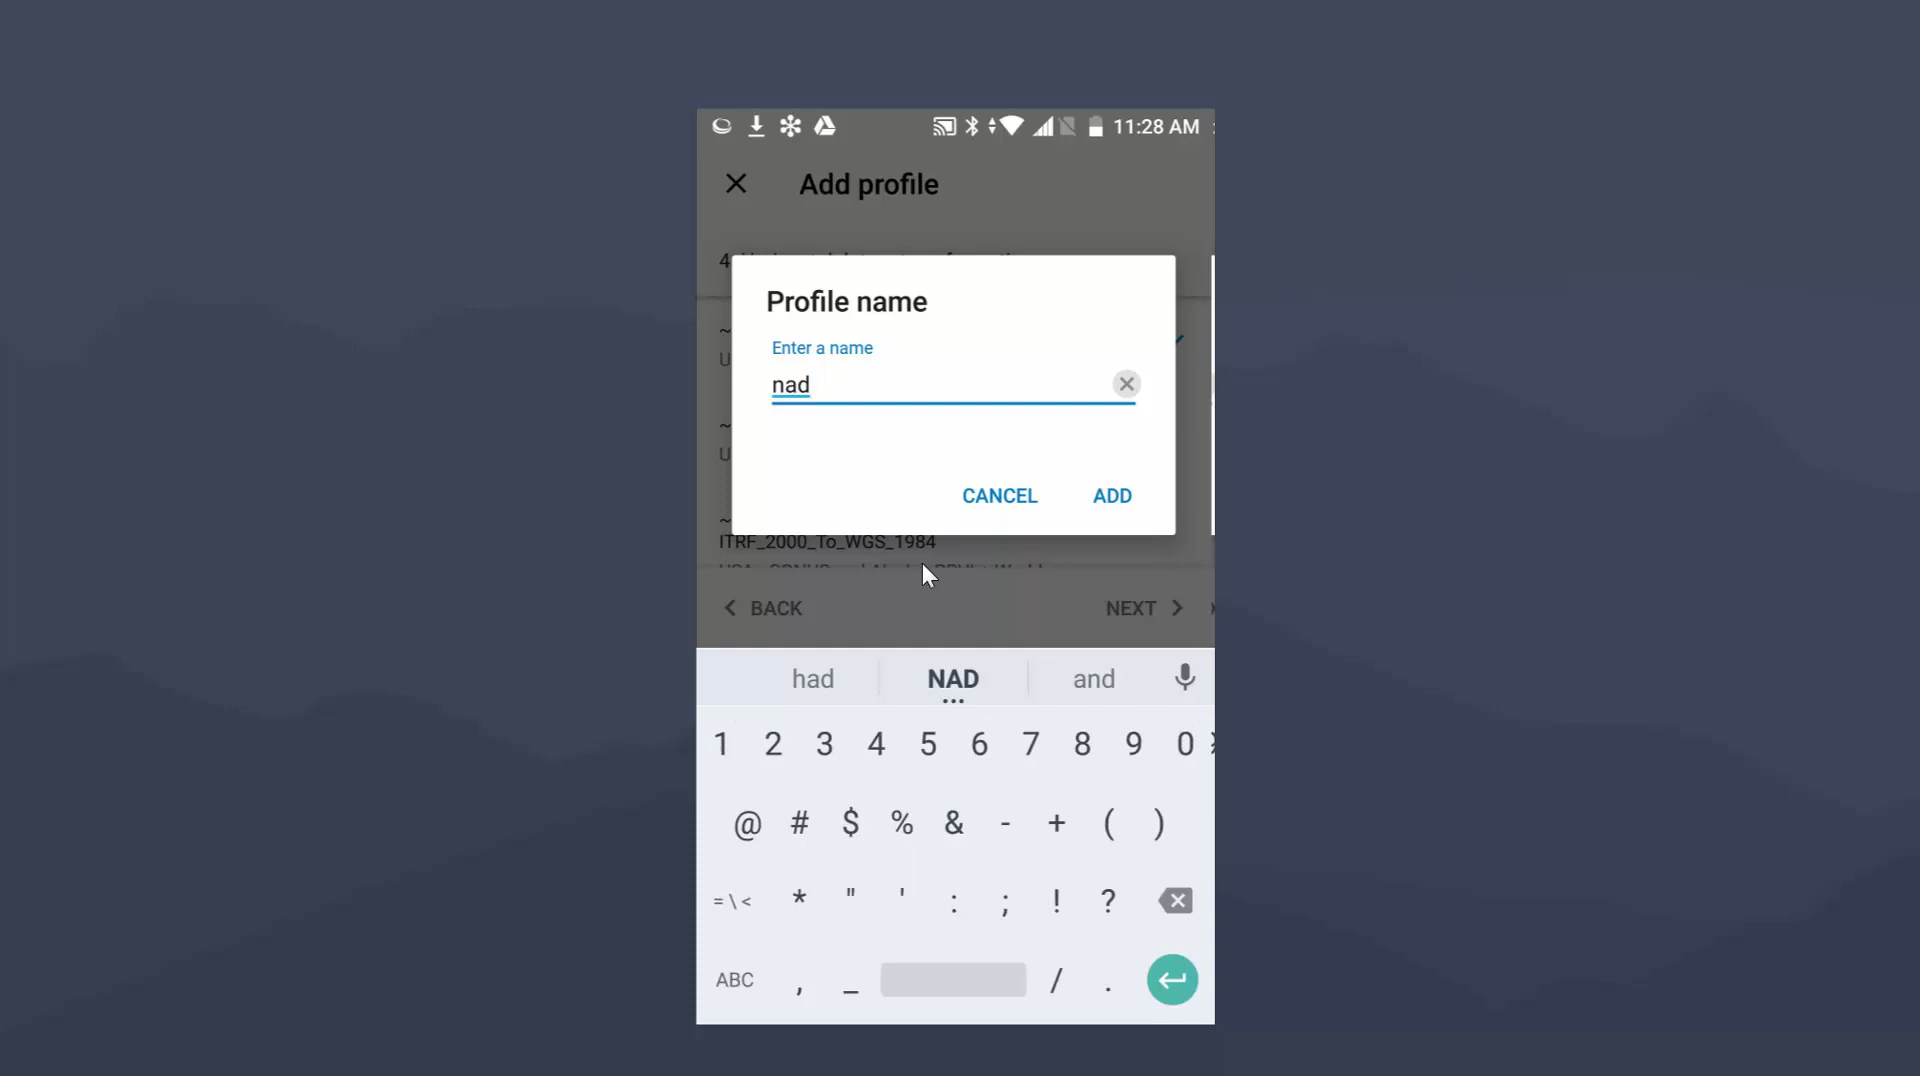 11:28 AM
Add profile
4
Profile name
Enter a name
nad
CANCEL
ADD
~
U
~
U
~
ITRF_2000_To_WGS_1984
BACK
NEXT
had
NAD
and
1 2 3 4 5 6 7 8 9 0
@ # $ % & - + ( )
= \ < * " ' : ; ! ?
ABC , _ / .